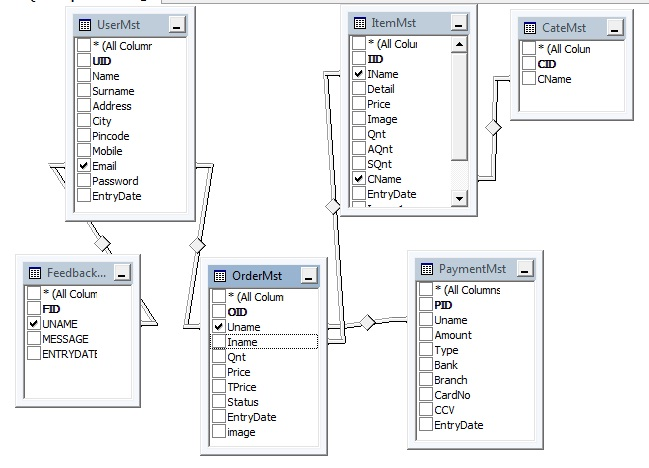 UserMst
* (All Columr
UID
Name
Surname
Address
City
Pincode
Mobile
Email
Password
EntryDate
ItemMst
* (All Colui
IID
IName
Detail
Price
Image
Qnt
AQnt
SQnt
CName
EntryDate
CateMst
* (All Colun
CID
CName
Feedback...
* (All Colum
FID
UNAME
MESSAGE
ENTRYDATE
OrderMst
* (All Colum
OID
Uname
Iname
Qnt
Price
TPrice
Status
EntryDate
image
PaymentMst
* (All Columns
PID
Uname
Amount
Type
Bank
Branch
CardNo
CCV
EntryDate